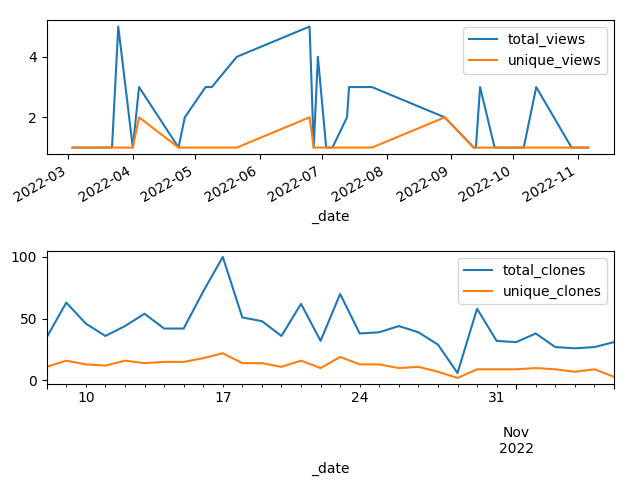 4
2
total_views
unique_views
2022-03
2022-04
2022-05
2022-06
2022-07
2022-08
2022-09
2022-10
2022-11
_date
100
50
0
total_clones
unique_clones
10
17
24
31
Nov
2022
_date